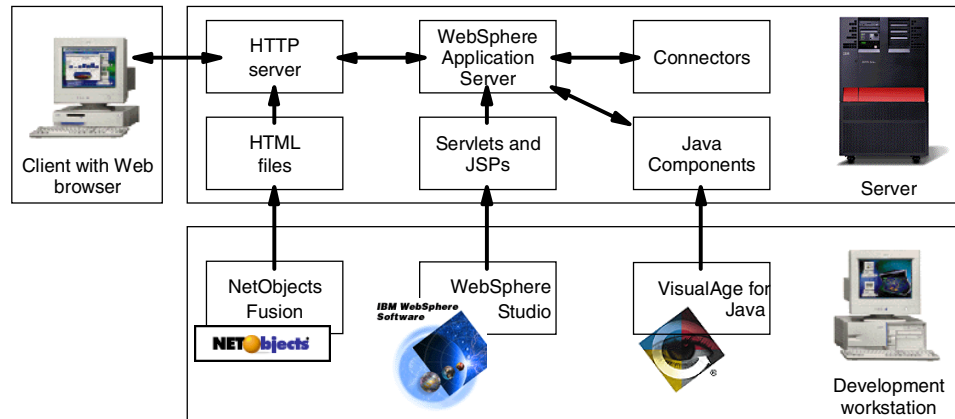 HTTP
server
WebSphere
Application
Server
Connectors
Client with Web
browser
HTML
files
Servlets and
JSPs
Java
Components
Server
NetObjects
Fusion
NETObjects
WebSphere
Studio
IBM WebSphere
Software
VisualAge for
Java
®
Development
workstation